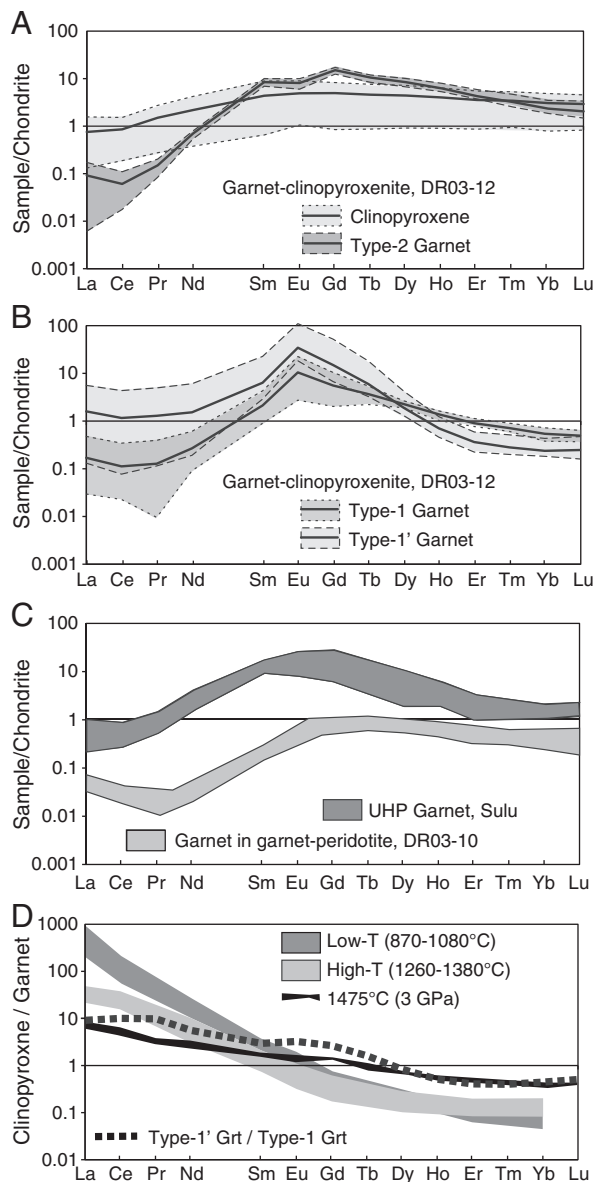 A
Sample/Chondrite
100
10
1
0.1
0.01
0.001
Garnet-clinopyroxenite, DR03-12
Clinopyroxene
Type-2 Garnet
La Ce Pr Nd Sm Eu Gd Tb Dy Ho Er Tm Yb Lu
B
Sample/Chondrite
100
10
1
0.1
0.01
0.001
Garnet-clinopyroxenite, DR03-12
Type-1 Garnet
Type-1' Garnet
La Ce Pr Nd Sm Eu Gd Tb Dy Ho Er Tm Yb Lu
C
Sample/Chondrite
100
10
1
0.1
0.01
0.001
UHP Garnet, Sulu
Garnet in garnet-peridotite, DR03-10
La Ce Pr Nd Sm Eu Gd Tb Dy Ho Er Tm Yb Lu
D
Clinopyroxne / Garnet
1000
100
10
1
0.1
0.01
Low-T (870-1080°C)
High-T (1260-1380°C)
1475°C (3 GPa)
Type-1' Grt / Type-1 Grt
La Ce Pr Nd Sm Eu Gd Tb Dy Ho Er Tm Yb Lu